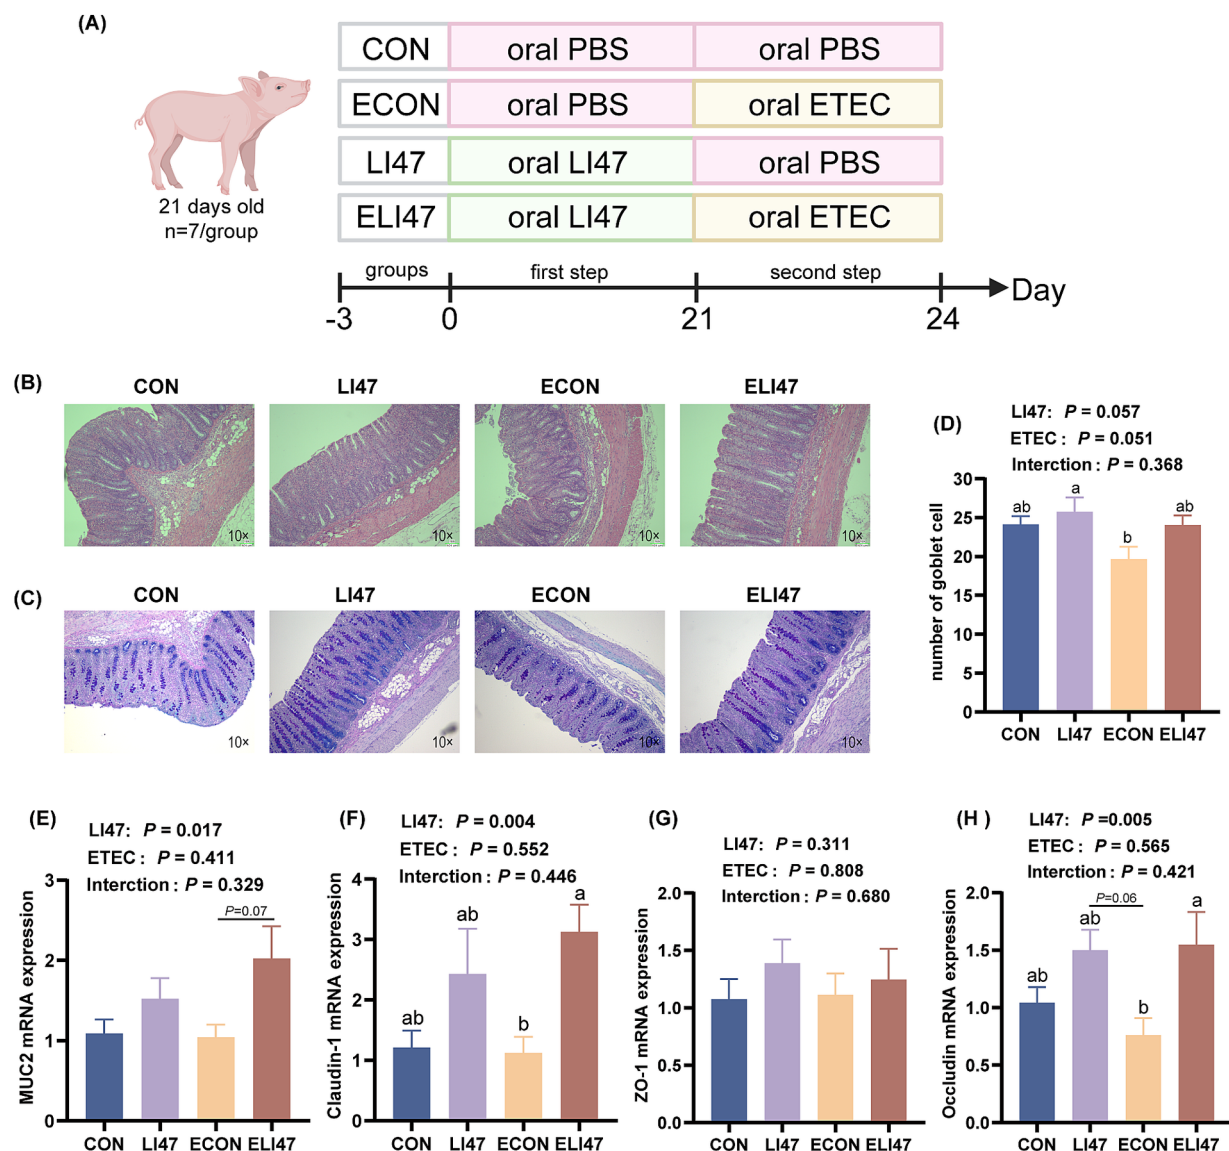 (A)
CON oral PBS oral PBS
ECON oral PBS oral ETEC
LI47 oral LI47 oral PBS
ELI47 oral LI47 oral ETEC
21 days old
n=7/group
groups first step second step
Day
-3 0 21 24
(B)
CON LI47 ECON ELI47
10× 10× 10× 10×
(C)
CON LI47 ECON ELI47
10× 10× 10× 10×
(D)
LI47: P = 0.057
ETEC : P = 0.051
Interction : P = 0.368
number of goblet cell
30
25
20
15
10
5
0
ab a b ab
CON LI47 ECON ELI47
(E)
LI47: P = 0.017
ETEC : P = 0.411
Interction : P = 0.329
P=0.07
MUC2 mRNA expression
3
2
1
0
CON LI47 ECON ELI47
(F)
LI47: P = 0.004
ETEC : P = 0.552
Interction : P = 0.446
Claudin-1 mRNA expression
4
3
2
1
0
ab ab b a
CON LI47 ECON ELI47
(G)
LI47: P = 0.311
ETEC : P = 0.808
Interction : P = 0.680
ZO-1 mRNA expression
2.0
1.5
1.0
0.5
0.0
CON LI47 ECON ELI47
(H )
LI47: P =0.005
ETEC : P = 0.565
Interction : P = 0.421
P=0.06
Occludin mRNA expression
2.0
1.5
1.0
0.5
0.0
ab ab b a
CON LI47 ECON ELI47